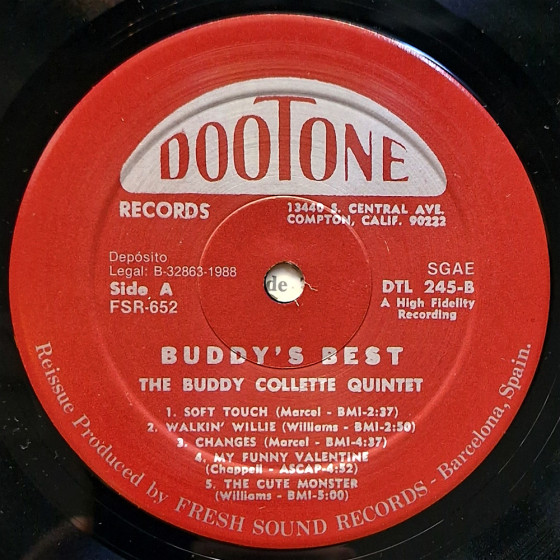 DOOTONE
RECORDS
13440 S. CENTRAL AVE.
COMPTON, CALIF. 90222
Depósito
Legal: B-32863-1988
Side A
FSR-652
de
SGAE
DTL 245-B
A High Fidelity
Recording
BUDDY'S BEST
THE BUDDY COLLETTE QUINTET
1. SOFT TOUCH (Marcel - BMI-2:37)
2. WALKIN' WILLIE (Williams - BMI-2:50)
3. CHANGES (Marcel - BMI-4:37)
4. MY FUNNY VALENTINE
(Chappell - ASCAP-4:52)
5. THE CUTE MONSTER
(Williams - BMI-5:00)
Reissue Produced by FRESH SOUND RECORDS - Barcelona, Spain.